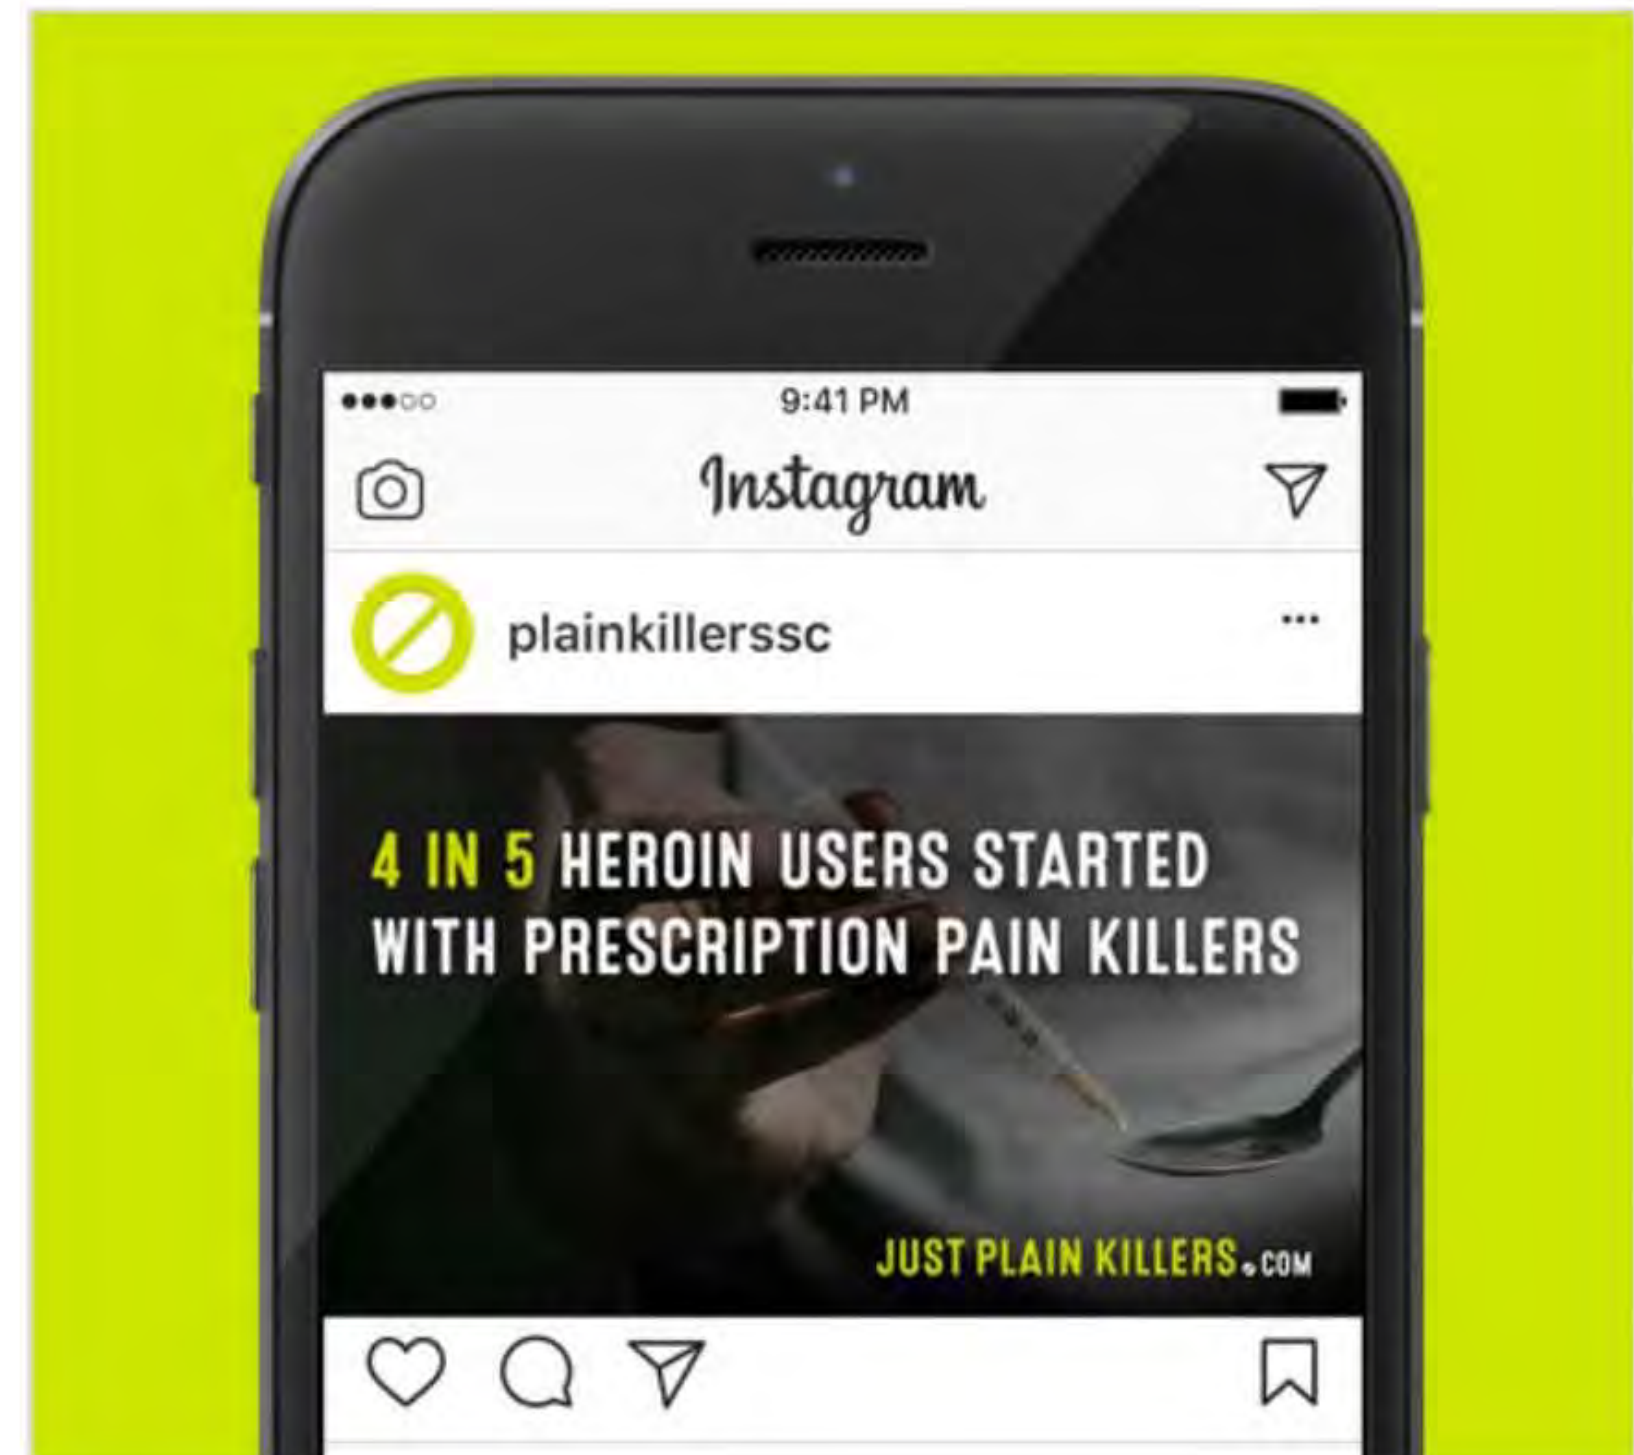 9:41 PM
Instagram
plainkillerssc
4 IN 5 HEROIN USERS STARTED
WITH PRESCRIPTION PAIN KILLERS
JUST PLAIN KILLERS.COM